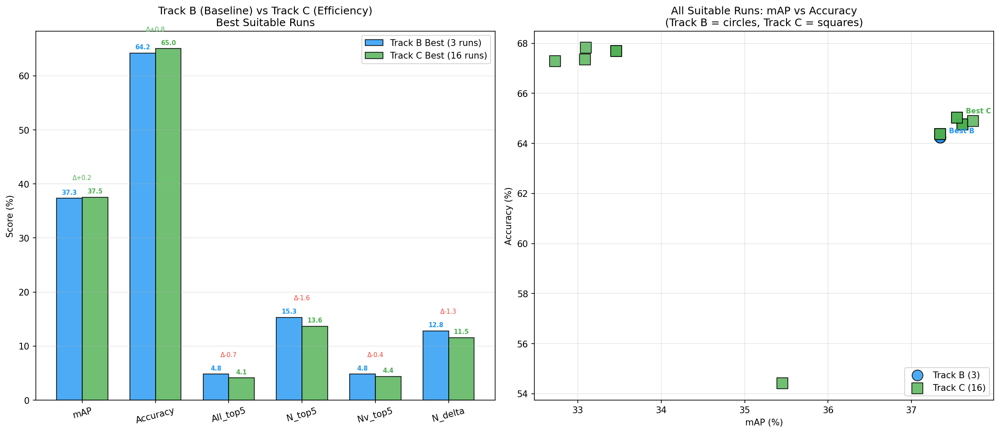 Track B (Baseline) vs Track C (Efficiency)
Best Suitable Runs
Δ+0.8
64.2
65.0
Track B Best (3 runs)
Track C Best (16 runs)
Δ+0.2
37.3
37.5
Δ-0.7
4.8
4.1
Δ-1.6
15.3
13.6
Δ-0.4
4.8
4.4
Δ-1.3
12.8
11.5
Score (%)
60
50
40
30
20
10
0
mAP
Accuracy
All_top5
N_top5
Nv_top5
N_delta
All Suitable Runs: mAP vs Accuracy
(Track B = circles, Track C = squares)
Best C
Best B
Accuracy (%)
68
66
64
62
60
58
56
54
Track B (3)
Track C (16)
33
34
35
36
37
mAP (%)